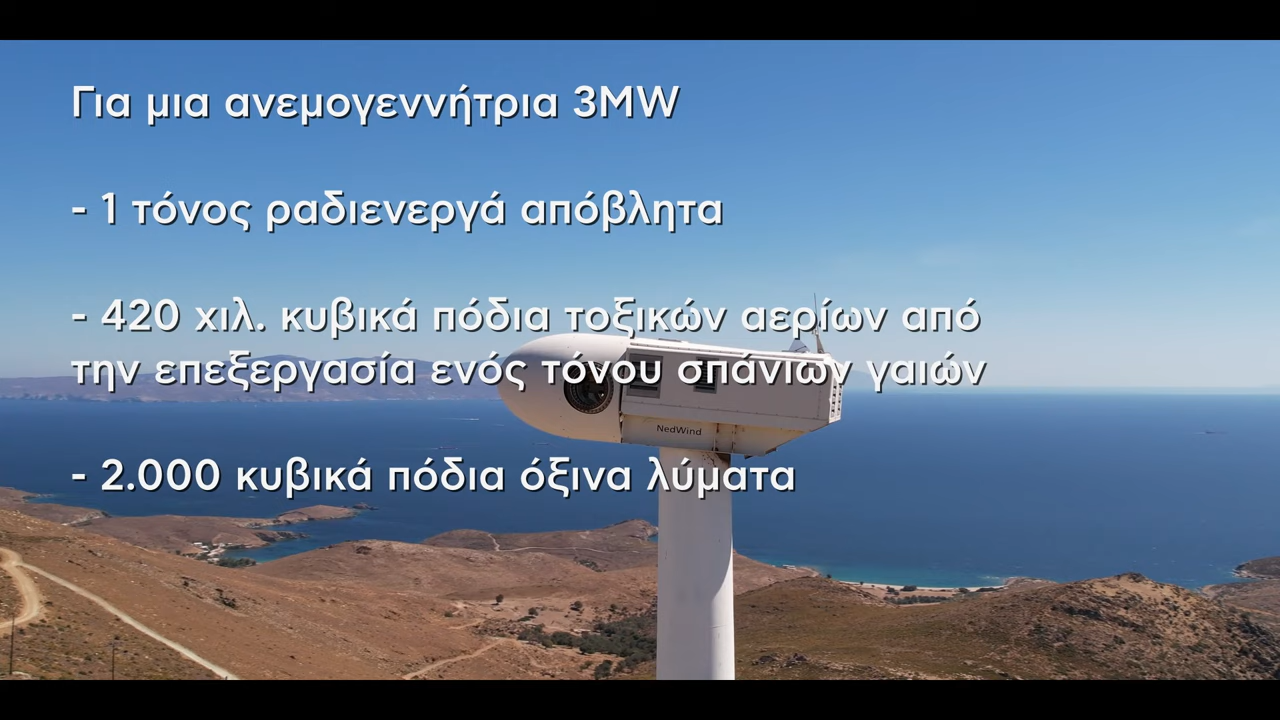 Για μια ανεμογεννήτρια 3MW
- 1 τόνος ραδιενεργά απόβλητα
- 420 χιλ. κυβικά πόδια τοξικών αερίων από
την επεξεργασία ενός τόνου σπάνιων γαιών
NedWind
- 2.000 κυβικά πόδια όξινα λύματα